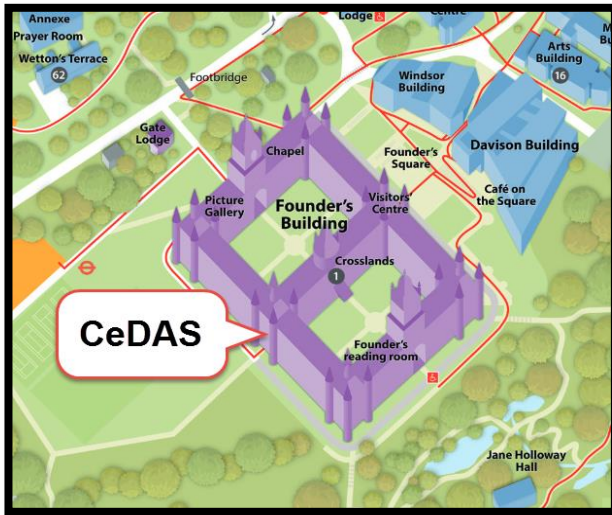 Annexe
Prayer Room
Wetton's Terrace
62
Lodge
Centre
Footbridge
Windsor
Building
Arts
Building
16
Gate
Lodge
Chapel
Founder's
Square
Davison Building
Picture
Gallery
Founder's
Building
Visitors'
Centre
Café on
the Square
Crosslands
1
CeDAS
Founder's
reading room
Jane Holloway
Hall